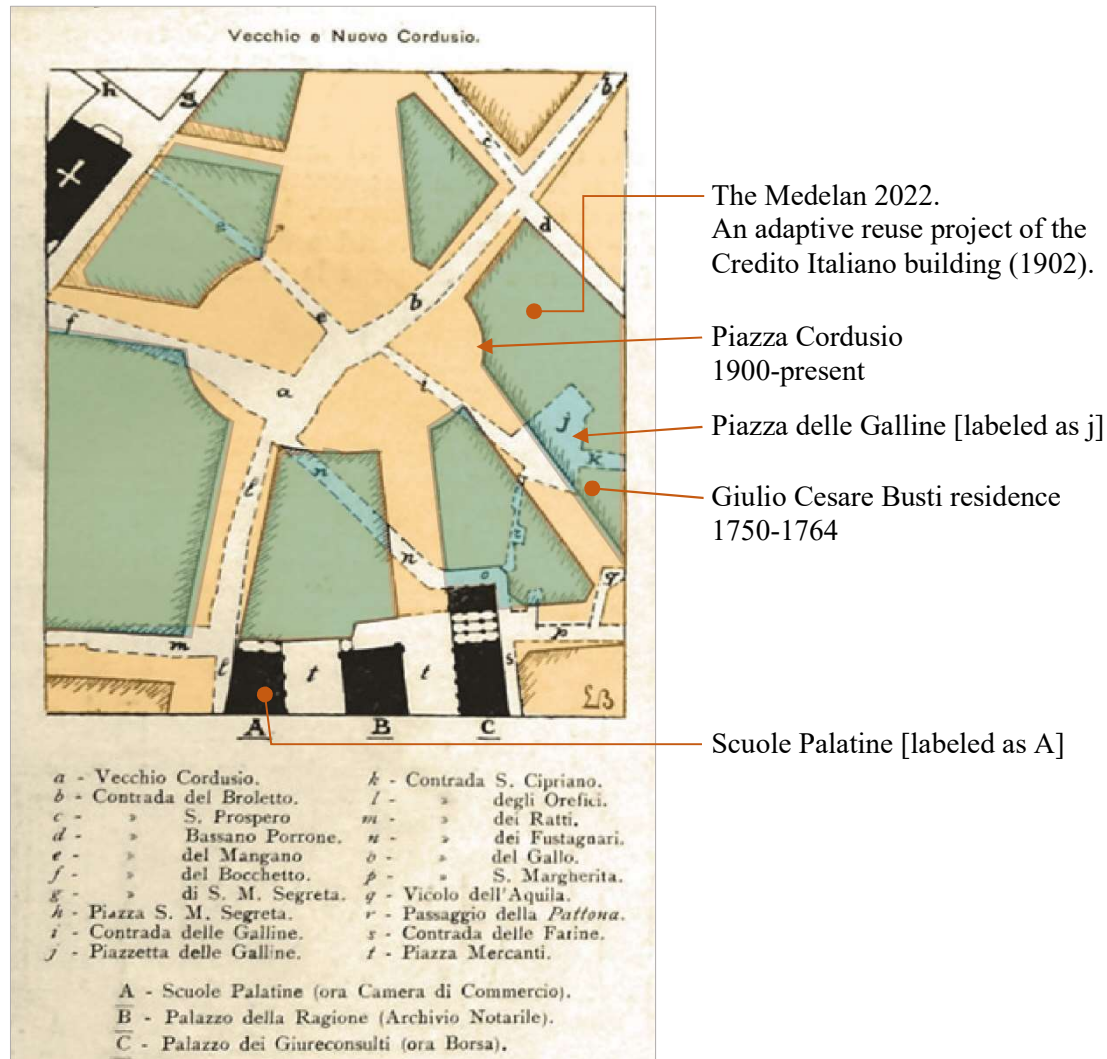 Vecchio e Nuovo Cordusio.
h
g
b
c
d
e
b
f
e
a
i
j
k
l
n
n
o
q
m
l
t
t
s
p
LB
A B C
The Medelan 2022.
An adaptive reuse project of the
Credito Italiano building (1902).
Piazza Cordusio
1900-present
Piazza delle Galline [labeled as j]
Giulio Cesare Busti residence
1750-1764
Scuole Palatine [labeled as A]
a - Vecchio Cordusio.
b - Contrada del Broletto.
c - » S. Prospero
d - » Bassano Porrone.
e - » del Mangano
f - » del Bocchetto.
g - » di S. M. Segreta.
h - Piazza S. M. Segreta.
i - Contrada delle Galline.
j - Piazzetta delle Galline.
k - Contrada S. Cipriano.
l - » degli Orefici.
m - » dei Ratti.
n - » dei Fustagnari.
o - » del Gallo.
p - » S. Margherita.
q - Vicolo dell'Aquila.
r - Passaggio della Pattona.
s - Contrada delle Farine.
t - Piazza Mercanti.
A - Scuole Palatine (ora Camera di Commercio).
B - Palazzo della Ragione (Archivio Notarile).
C - Palazzo dei Giureconsulti (ora Borsa).